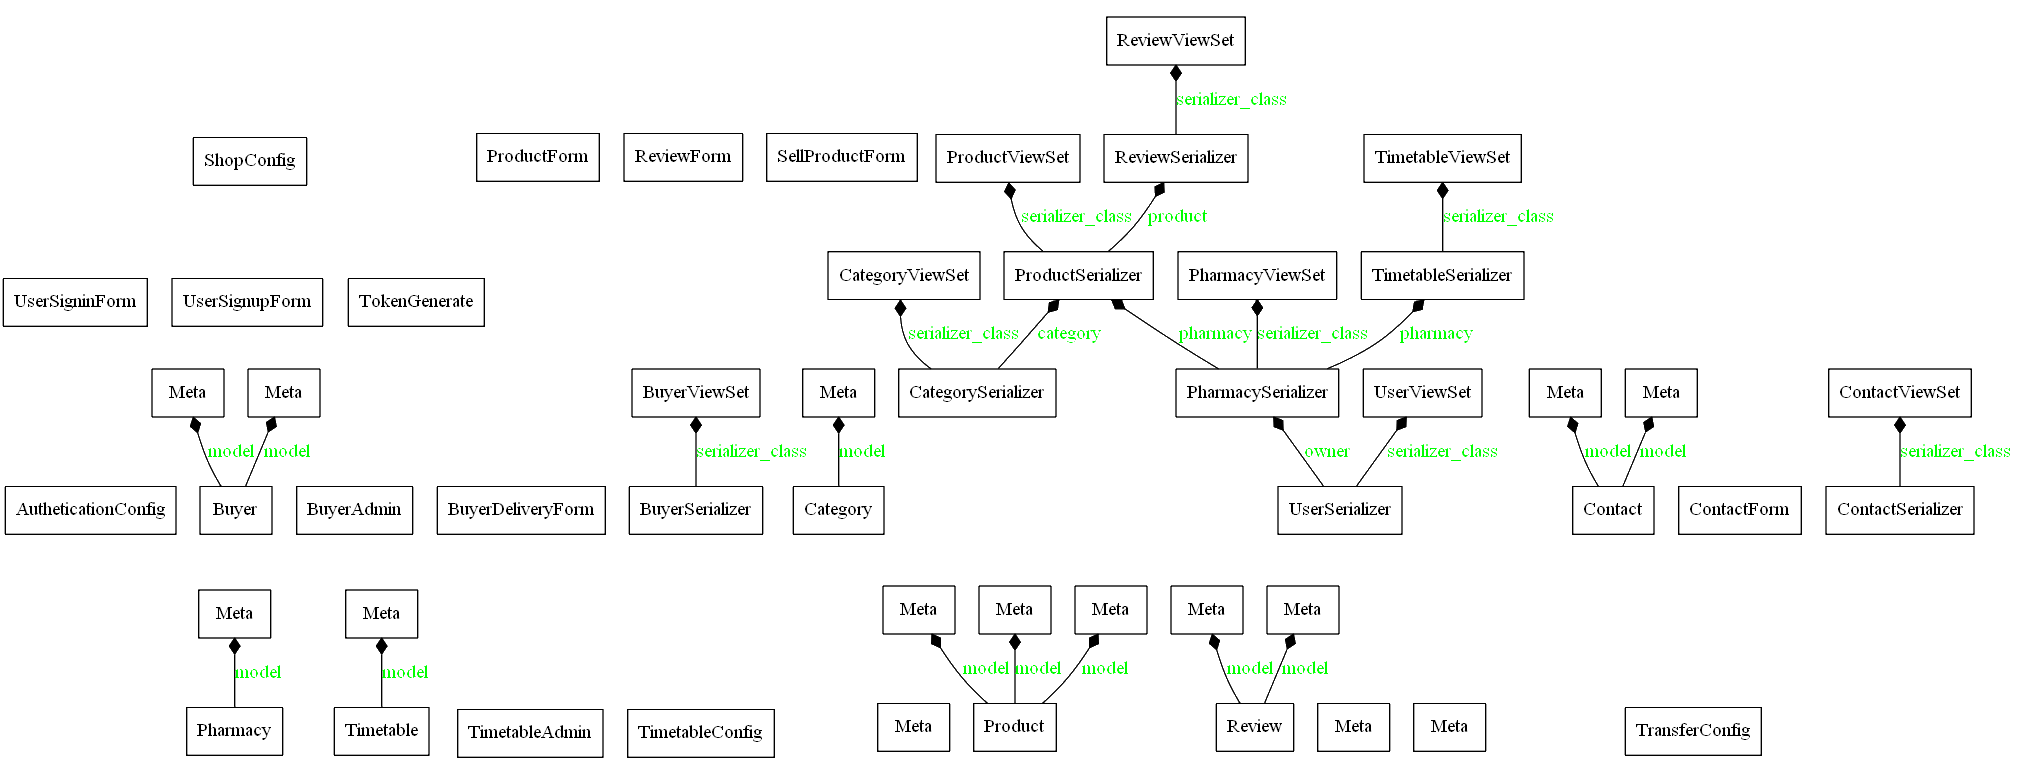 ReviewViewSet
serializer_class
ShopConfig
ProductForm
ReviewForm
SellProductForm
ProductViewSet
ReviewSerializer
TimetableViewSet
serializer_class
product
serializer_class
UserSigninForm
UserSignupForm
TokenGenerate
CategoryViewSet
ProductSerializer
PharmacyViewSet
TimetableSerializer
serializer_class
category
pharmacy
serializer_class
pharmacy
Meta
Meta
BuyerViewSet
Meta
CategorySerializer
PharmacySerializer
UserViewSet
Meta
Meta
ContactViewSet
model
model
serializer_class
model
owner
serializer_class
model
model
serializer_class
AutheticationConfig
Buyer
BuyerAdmin
BuyerDeliveryForm
BuyerSerializer
Category
UserSerializer
Contact
ContactForm
ContactSerializer
Meta
Meta
Meta
Meta
Meta
Meta
Meta
model
model
model
model
model
model
model
Pharmacy
Timetable
TimetableAdmin
TimetableConfig
Meta
Product
Review
Meta
Meta
TransferConfig